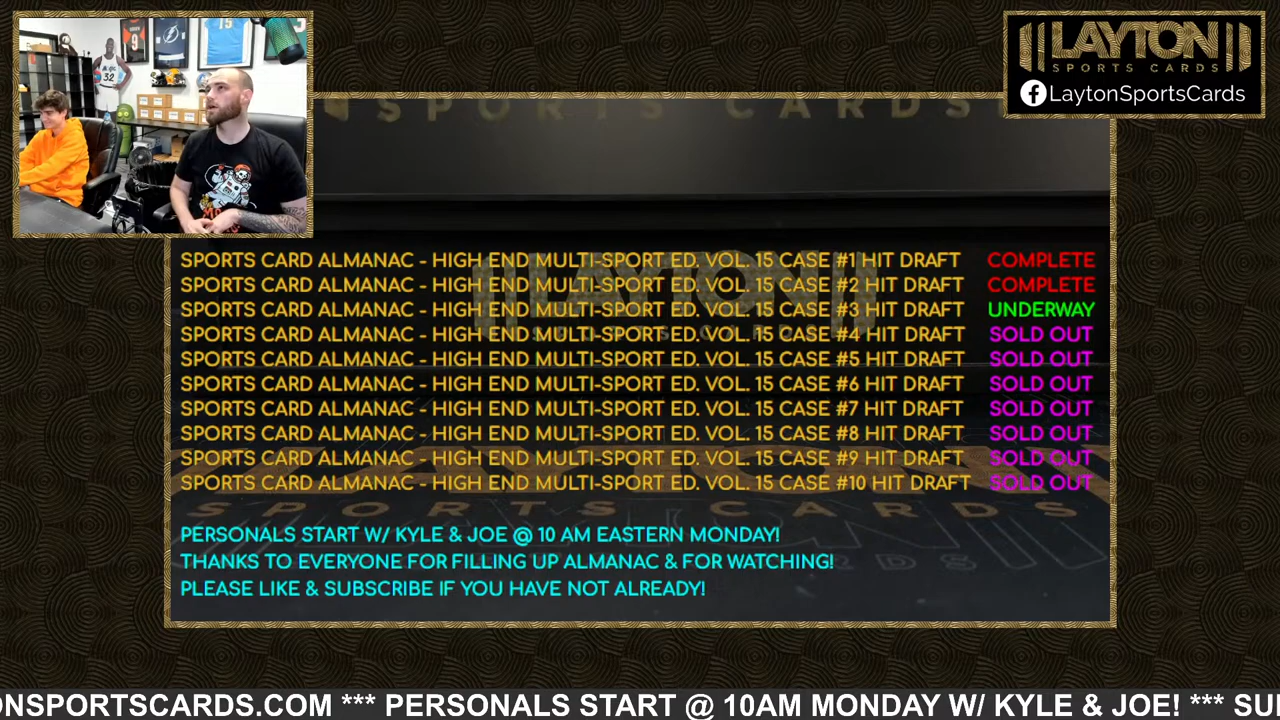 LAYTON
SPORTS CARDS
LaytonSportsCards
SPORTS CARDS
SPORTS CARD ALMANAC - HIGH END MULTI-SPORT ED. VOL. 15 CASE #1 HIT DRAFT COMPLETE
SPORTS CARD ALMANAC - HIGH END MULTI-SPORT ED. VOL. 15 CASE #2 HIT DRAFT COMPLETE
SPORTS CARD ALMANAC - HIGH END MULTI-SPORT ED. VOL. 15 CASE #3 HIT DRAFT UNDERWAY
SPORTS CARD ALMANAC - HIGH END MULTI-SPORT ED. VOL. 15 CASE #4 HIT DRAFT SOLD OUT
SPORTS CARD ALMANAC - HIGH END MULTI-SPORT ED. VOL. 15 CASE #5 HIT DRAFT SOLD OUT
SPORTS CARD ALMANAC - HIGH END MULTI-SPORT ED. VOL. 15 CASE #6 HIT DRAFT SOLD OUT
SPORTS CARD ALMANAC - HIGH END MULTI-SPORT ED. VOL. 15 CASE #7 HIT DRAFT SOLD OUT
SPORTS CARD ALMANAC - HIGH END MULTI-SPORT ED. VOL. 15 CASE #8 HIT DRAFT SOLD OUT
SPORTS CARD ALMANAC - HIGH END MULTI-SPORT ED. VOL. 15 CASE #9 HIT DRAFT SOLD OUT
SPORTS CARD ALMANAC - HIGH END MULTI-SPORT ED. VOL. 15 CASE #10 HIT DRAFT SOLD OUT
SPORTS CARDS
PERSONALS START W/ KYLE & JOE @ 10 AM EASTERN MONDAY!
THANKS TO EVERYONE FOR FILLING UP ALMANAC & FOR WATCHING!
PLEASE LIKE & SUBSCRIBE IF YOU HAVE NOT ALREADY!
ONSPORTSCARDS.COM *** PERSONALS START @ 10AM MONDAY W/ KYLE & JOE! *** SU